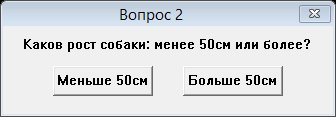 Вопрос 2
Каков рост собаки: менее 50см или более?
Меньше 50см
Больше 50см